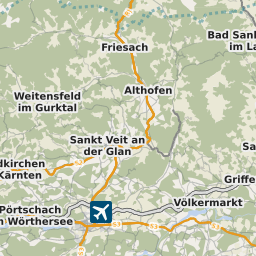 Bad Sank
im La
Friesach
Althofen
Weitensfeld
im Gurktal
Sankt Veit an
der Glan
Sa
dkirchen
Kärnten
Griffe
Völkermarkt
Pörtschach
m Wörthersee